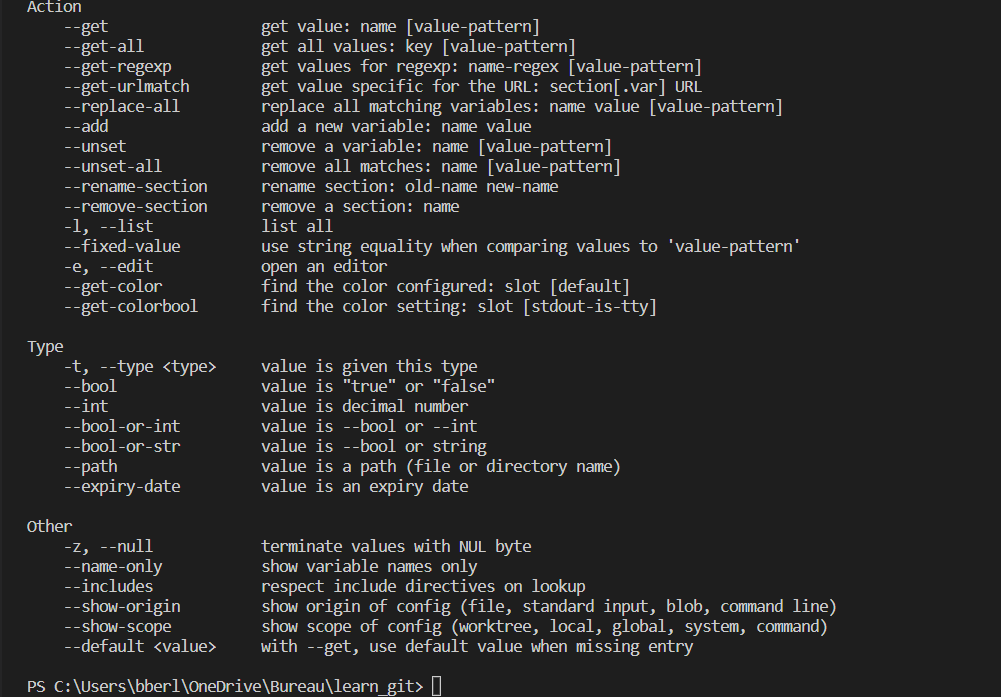 Action
    --get                 get value: name [value-pattern]
    --get-all             get all values: key [value-pattern]
    --get-regexp          get values for regexp: name-regex [value-pattern]
    --get-urlmatch        get value specific for the URL: section[.var] URL
    --replace-all         replace all matching variables: name value [value-pattern]
    --add                 add a new variable: name value
    --unset               remove a variable: name [value-pattern]
    --unset-all           remove all matches: name [value-pattern]
    --rename-section      rename section: old-name new-name
    --remove-section      remove a section: name
    -l, --list            list all
    --fixed-value         use string equality when comparing values to 'value-pattern'
    -e, --edit            open an editor
    --get-color           find the color configured: slot [default]
    --get-colorbool       find the color setting: slot [stdout-is-tty]

Type
    -t, --type <type>     value is given this type
    --bool                value is "true" or "false"
    --int                 value is decimal number
    --bool-or-int         value is --bool or --int
    --bool-or-str         value is --bool or string
    --path                value is a path (file or directory name)
    --expiry-date         value is an expiry date

Other
    -z, --null            terminate values with NUL byte
    --name-only           show variable names only
    --includes            respect include directives on lookup
    --show-origin         show origin of config (file, standard input, blob, command line)
    --show-scope          show scope of config (worktree, local, global, system, command)
    --default <value>     with --get, use default value when missing entry

PS C:\Users\bberl\OneDrive\Bureau\learn_git>